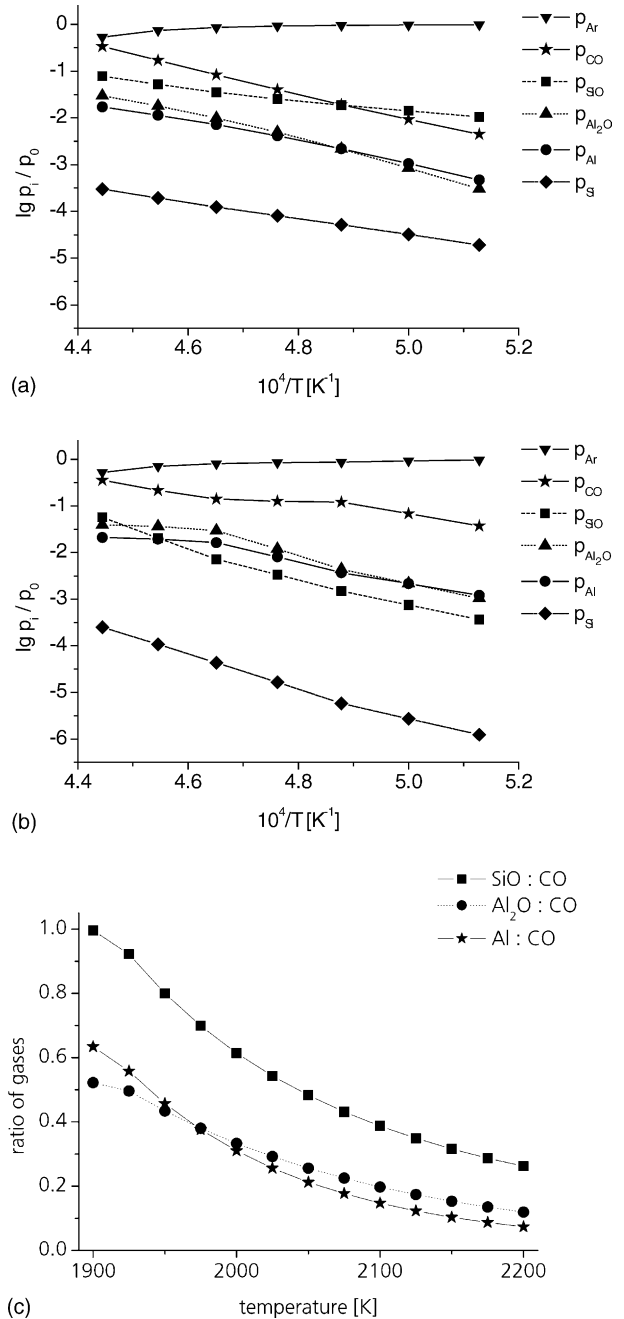 0
-1
-2
-3
-4
-5
-6
lg p_i / p_0
4.4 4.6 4.8 5.0 5.2
10^4/T [K^-1]
p_Ar
p_CO
p_SiO
p_Al2O
p_Al
p_Si
(a)
0
-1
-2
-3
-4
-5
-6
lg p_i / p_0
4.4 4.6 4.8 5.0 5.2
10^4/T [K^-1]
p_Ar
p_CO
p_SiO
p_Al2O
p_Al
p_Si
(b)
SiO : CO
Al2O : CO
Al : CO
1.0
0.8
0.6
0.4
0.2
0.0
ratio of gases
1900 2000 2100 2200
temperature [K]
(c)